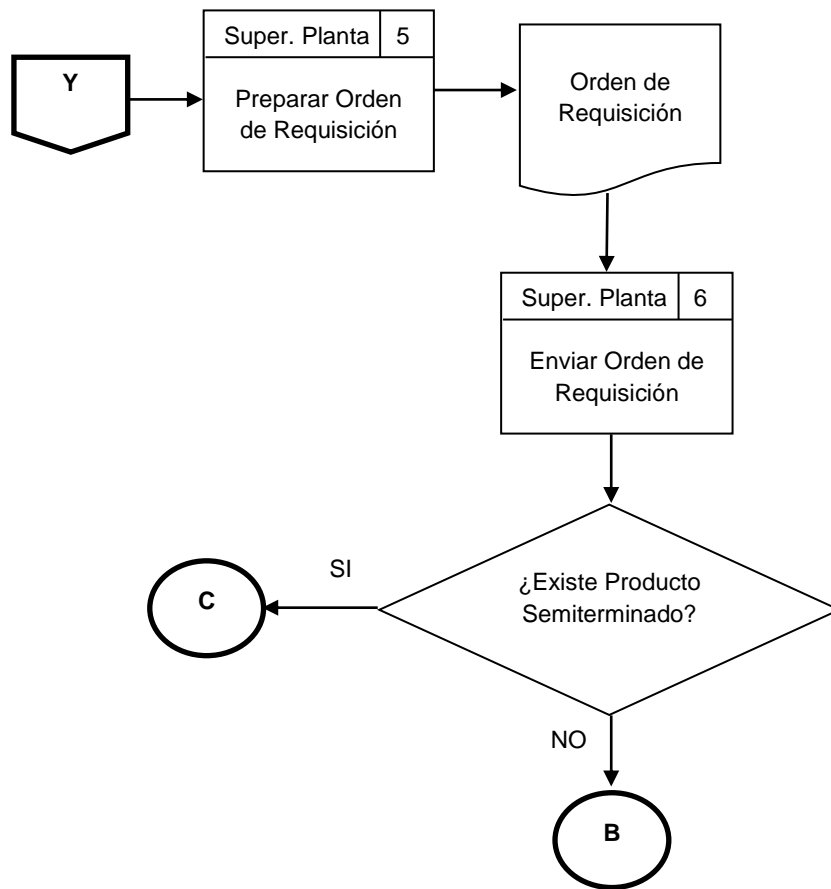 Y
Super. Planta 5
Preparar Orden
de Requisición
Orden de
Requisición
Super. Planta 6
Enviar Orden de
Requisición
¿Existe Producto
Semiterminado?
SI
C
NO
B